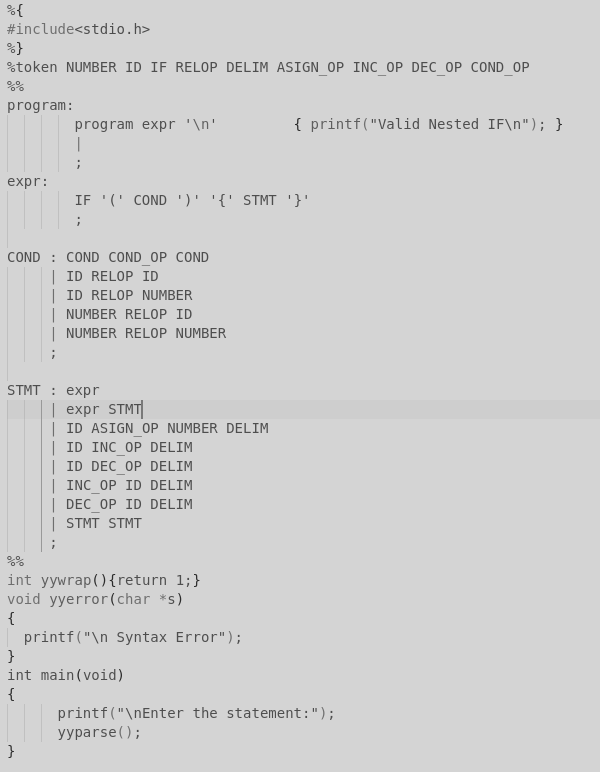 %{
#include<stdio.h>
%}
%token NUMBER ID IF RELOP DELIM ASIGN_OP INC_OP DEC_OP COND_OP
%%
program:
        program expr '\n'         { printf("Valid Nested IF\n"); }
        |
        ;
expr:
        IF '(' COND ')' '{' STMT '}'
        ;

COND : COND COND_OP COND
     | ID RELOP ID
     | ID RELOP NUMBER
     | NUMBER RELOP ID
     | NUMBER RELOP NUMBER
     ;

STMT : expr
     | expr STMT
     | ID ASIGN_OP NUMBER DELIM
     | ID INC_OP DELIM
     | ID DEC_OP DELIM
     | INC_OP ID DELIM
     | DEC_OP ID DELIM
     | STMT STMT
     ;
%%
int yywrap(){return 1;}
void yyerror(char *s)
{
  printf("\n Syntax Error");
}
int main(void)
{
      printf("\nEnter the statement:");
      yyparse();
}